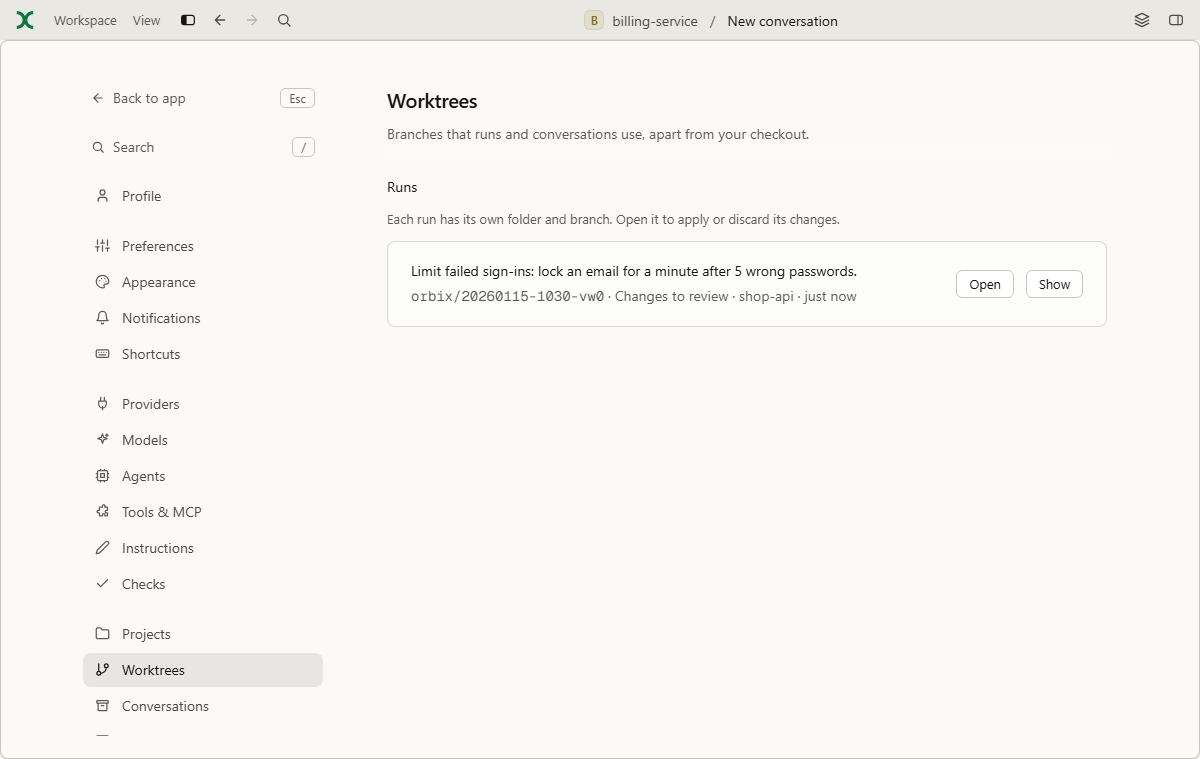 Workspace View
B billing-service / New conversation
Back to app Esc
Search /
Profile
Preferences
Appearance
Notifications
Shortcuts
Providers
Models
Agents
Tools & MCP
Instructions
Checks
Projects
Worktrees
Conversations
Worktrees
Branches that runs and conversations use, apart from your checkout.
Runs
Each run has its own folder and branch. Open it to apply or discard its changes.
Limit failed sign-ins: lock an email for a minute after 5 wrong passwords.
orbix/20260115-1030-vw0 · Changes to review · shop-api · just now
Open Show